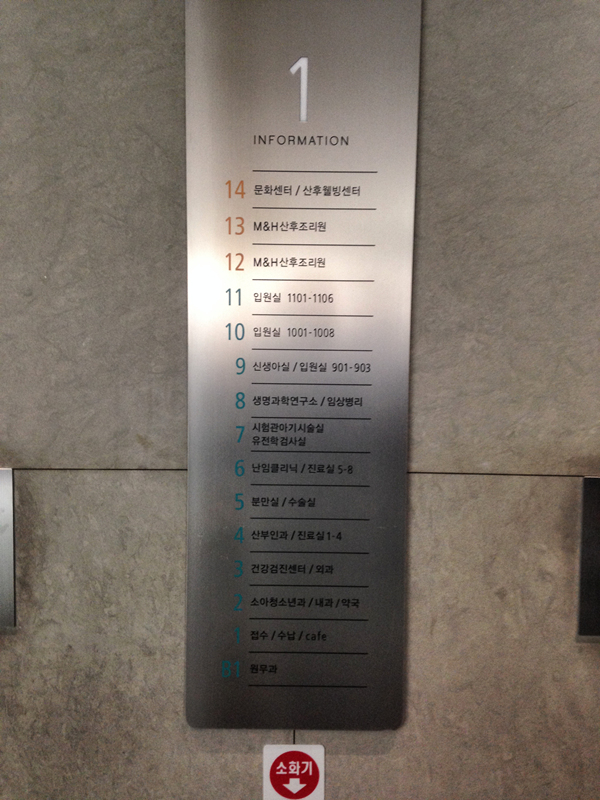 1
INFORMATION
14 문화센터 / 산후웰빙센터
13 M&H산후조리원
12 M&H산후조리원
11 입원실 1101-1106
10 입원실 1001-1008
9 신생아실 / 입원실 901-903
8 생명과학연구소 / 임상병리
7 시험관아기시술실
유전학검사실
6 난임클리닉 / 진료실 5-8
5 분만실 / 수술실
4 산부인과 / 진료실 1-4
3 건강검진센터 / 외과
2 소아청소년과 / 내과 / 약국
1 접수 / 수납 / cafe
B1 원무과
소화기